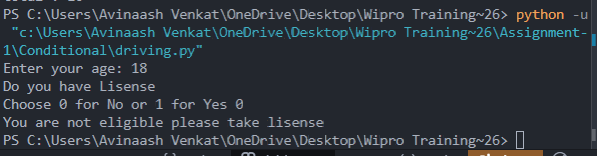 PS C:\Users\Avinaash Venkat\OneDrive\Desktop\Wipro Training~26> python -u
"c:\Users\Avinaash Venkat\OneDrive\Desktop\Wipro Training~26\Assignment-
1\Conditional\driving.py"
Enter your age: 18
Do you have Lisense
Choose 0 for No or 1 for Yes 0
You are not eligible please take lisense
PS C:\Users\Avinaash Venkat\OneDrive\Desktop\Wipro Training~26>